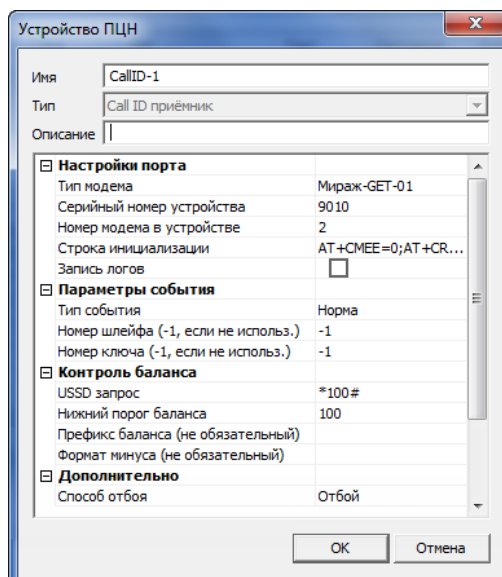 Устройство ПЦН
Имя CallID-1
Тип Call ID приёмник
Описание
Настройки порта
Тип модема Мираж-GET-01
Серийный номер устройства 9010
Номер модема в устройстве 2
Строка инициализации AT+CMEE=0;AT+CR...
Запись логов
Параметры события
Тип события Норма
Номер шлейфа (-1, если не использ.) -1
Номер ключа (-1, если не использ.) -1
Контроль баланса
USSD запрос *100#
Нижний порог баланса 100
Префикс баланса (не обязательный)
Формат минуса (не обязательный)
Дополнительно
Способ отбоя Отбой
ОК Отмена